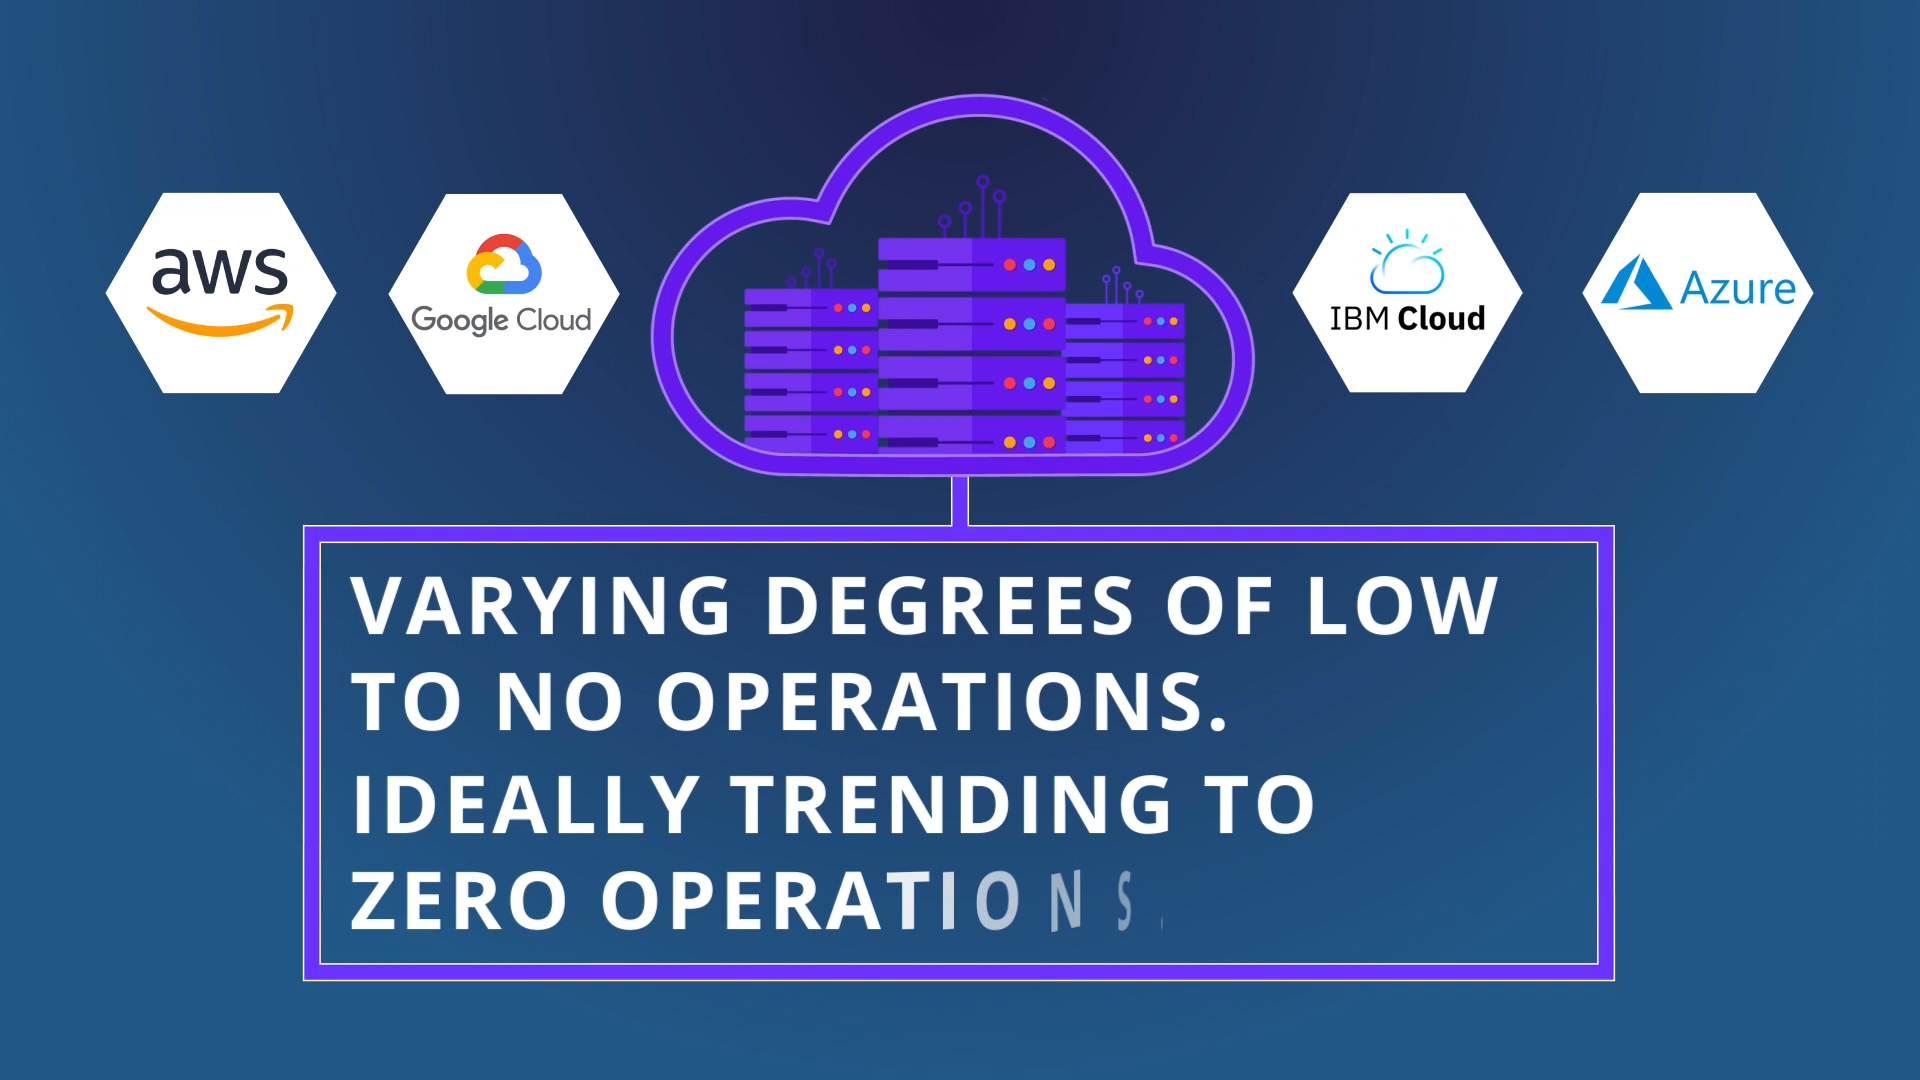 aws
Google Cloud
IBM Cloud
Azure
VARYING DEGREES OF LOW
TO NO OPERATIONS.
IDEALLY TRENDING TO
ZERO OPERATIONS.